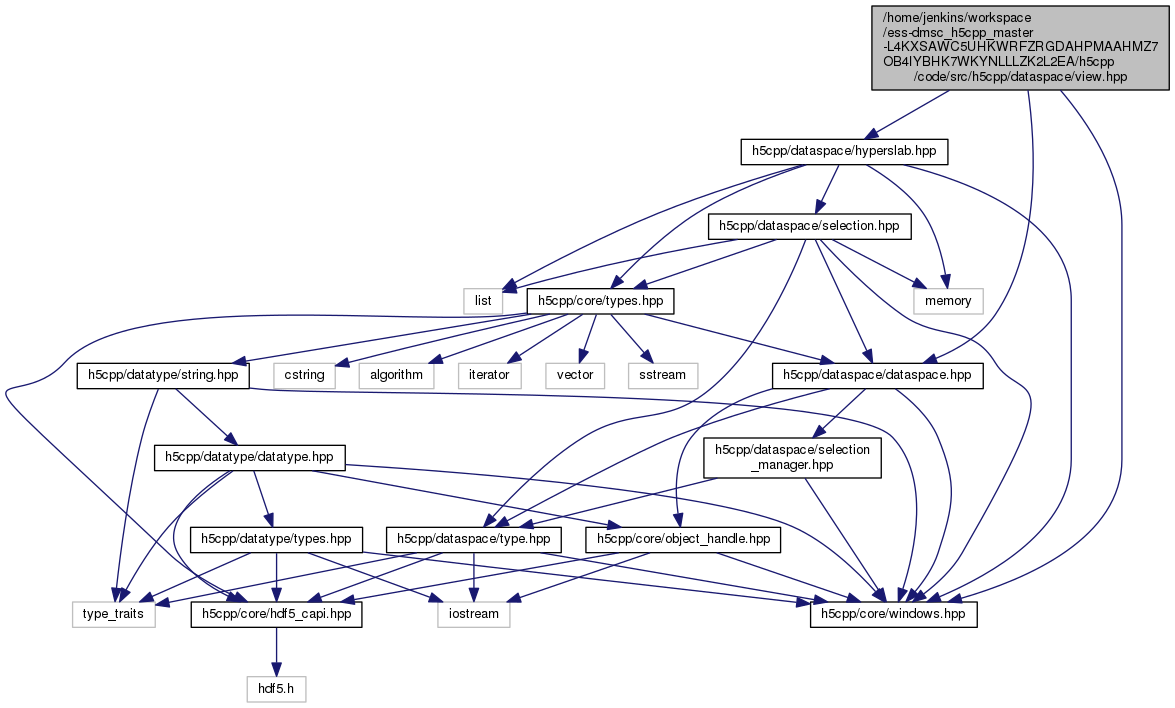 /home/jenkins/workspace
/ess-dmsc_h5cpp_master
-L4KXSAWC5UHKWRFZRGDAHPMAAHMZ7
OB4IYBHK7WKYNLLLZK2L2EA/h5cpp
/code/src/h5cpp/dataspace/view.hpp
h5cpp/dataspace/hyperslab.hpp
h5cpp/dataspace/selection.hpp
list
h5cpp/core/types.hpp
memory
h5cpp/datatype/string.hpp
cstring
algorithm
iterator
vector
sstream
h5cpp/dataspace/dataspace.hpp
h5cpp/datatype/datatype.hpp
h5cpp/dataspace/selection
_manager.hpp
h5cpp/datatype/types.hpp
h5cpp/dataspace/type.hpp
h5cpp/core/object_handle.hpp
type_traits
h5cpp/core/hdf5_capi.hpp
iostream
h5cpp/core/windows.hpp
hdf5.h